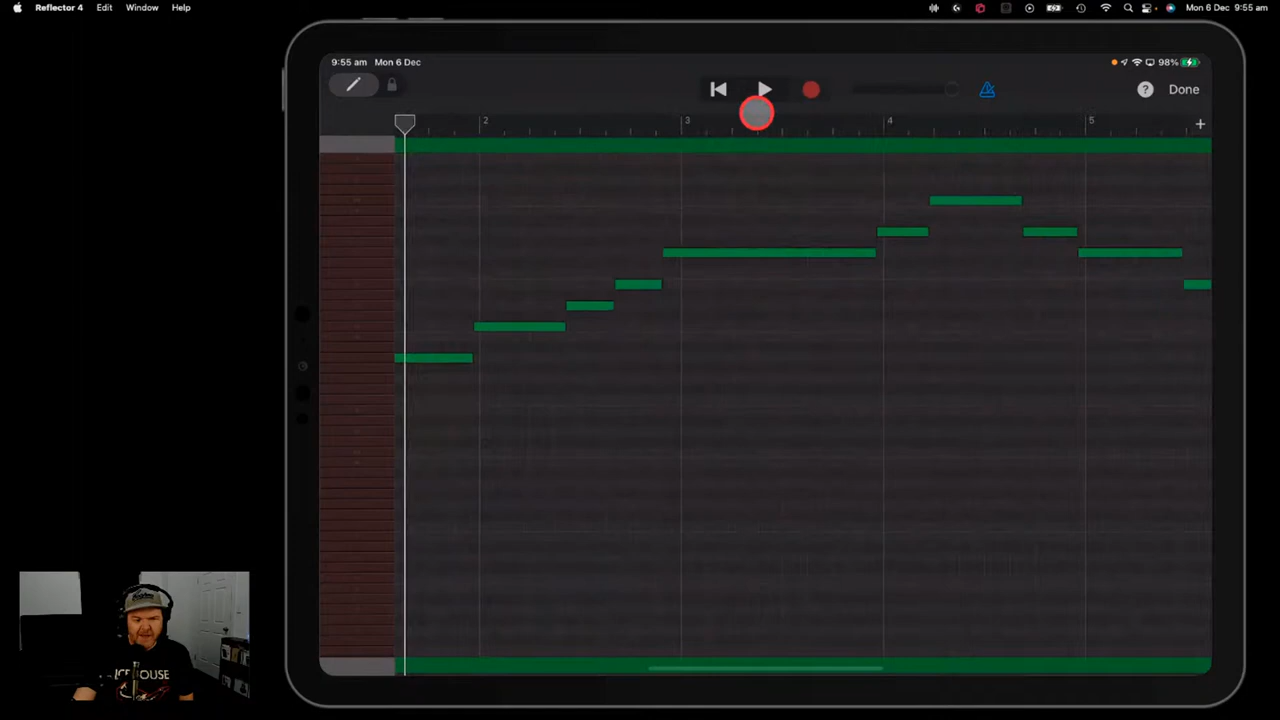 Reflector 4 Edit Window Help Mon 6 Dec 9:55 am
9:55 am Mon 6 Dec 98%
? Done
2 3 4 5 +
ICEHOUSE